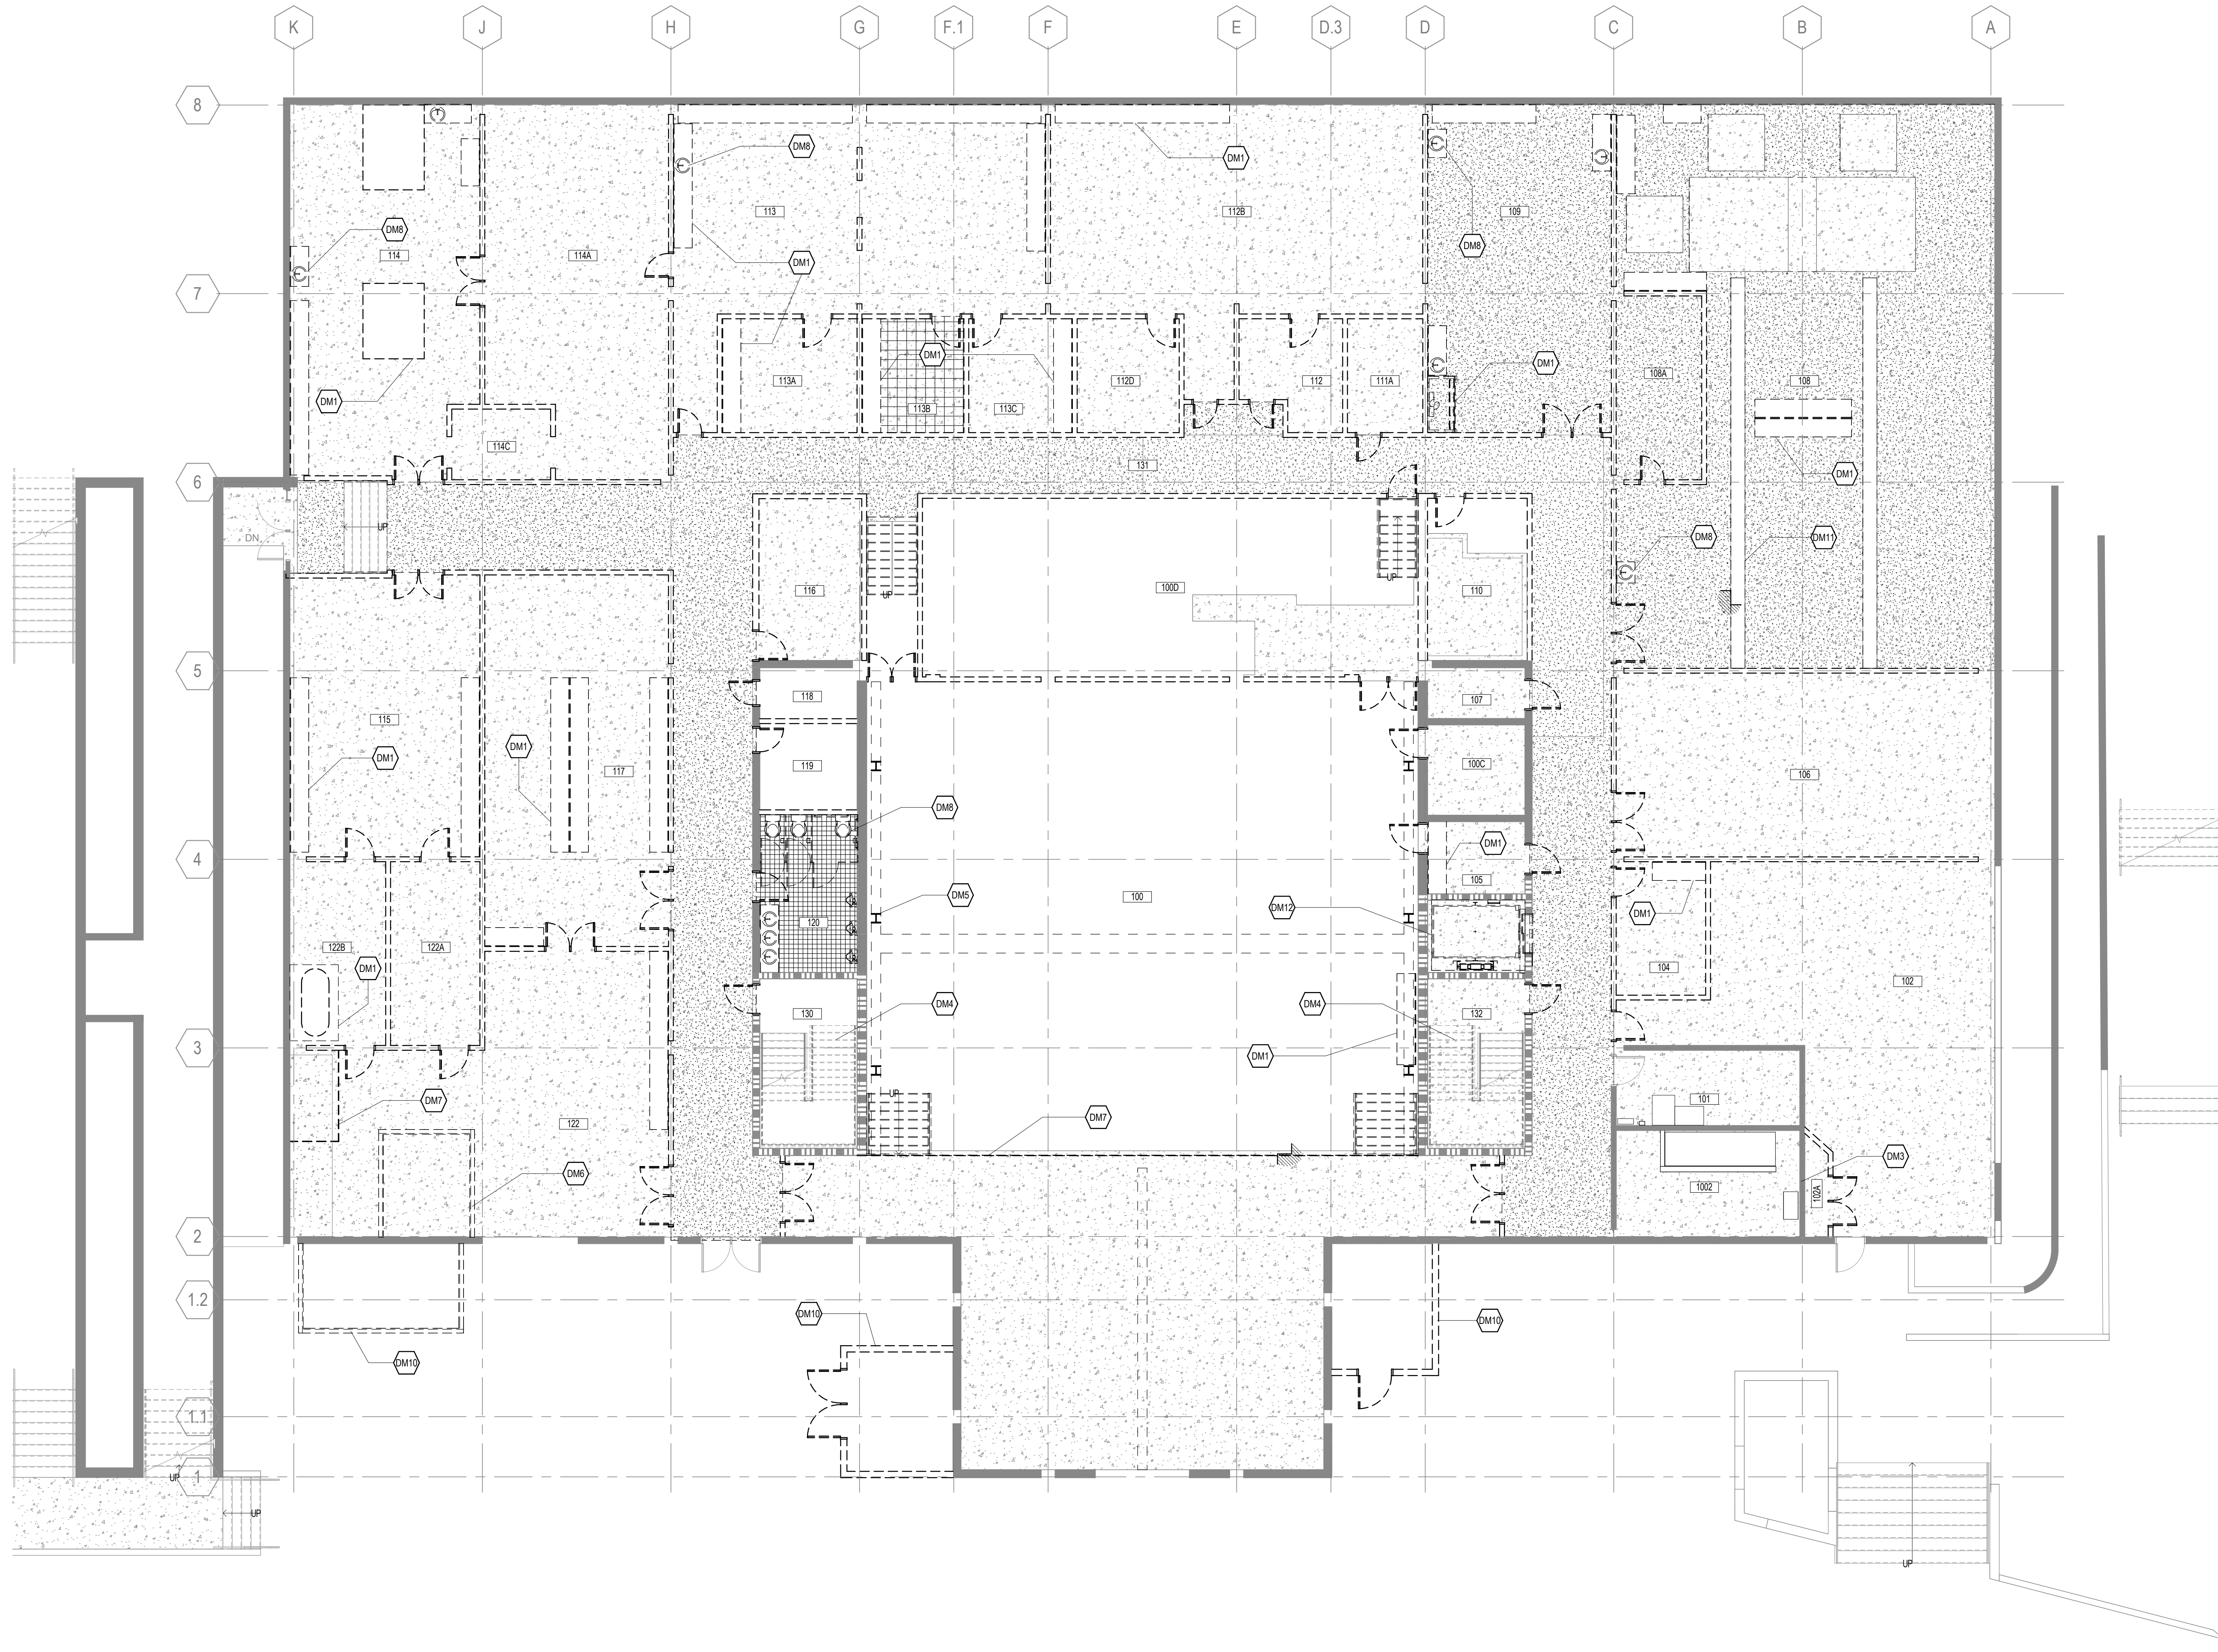 K
J
H
G
F.1
F
E
D.3
D
C
B
A
8
DM8
DM1
113
112B
109
DM8
114
114A
DM8
DM1
7
DM1
DM1
113A
112D
112
111A
108A
108
DM1
113B
113C
114C
131
DM1
6
UP
DN
DM8
DM11
116
UP
100D
UP
110
5
118
107
115
DM1
DM1
117
119
100C
106
DM8
4
DM1
105
DM5
100
DM12
DM1
120
122B
122A
DM1
104
102
DM4
DM4
130
132
3
DM1
DM7
UP
DM7
101
122
DM3
DM6
1002
102A
2
1.2
DM10
DM10
DM10
1.1
1
UP
UP
UP